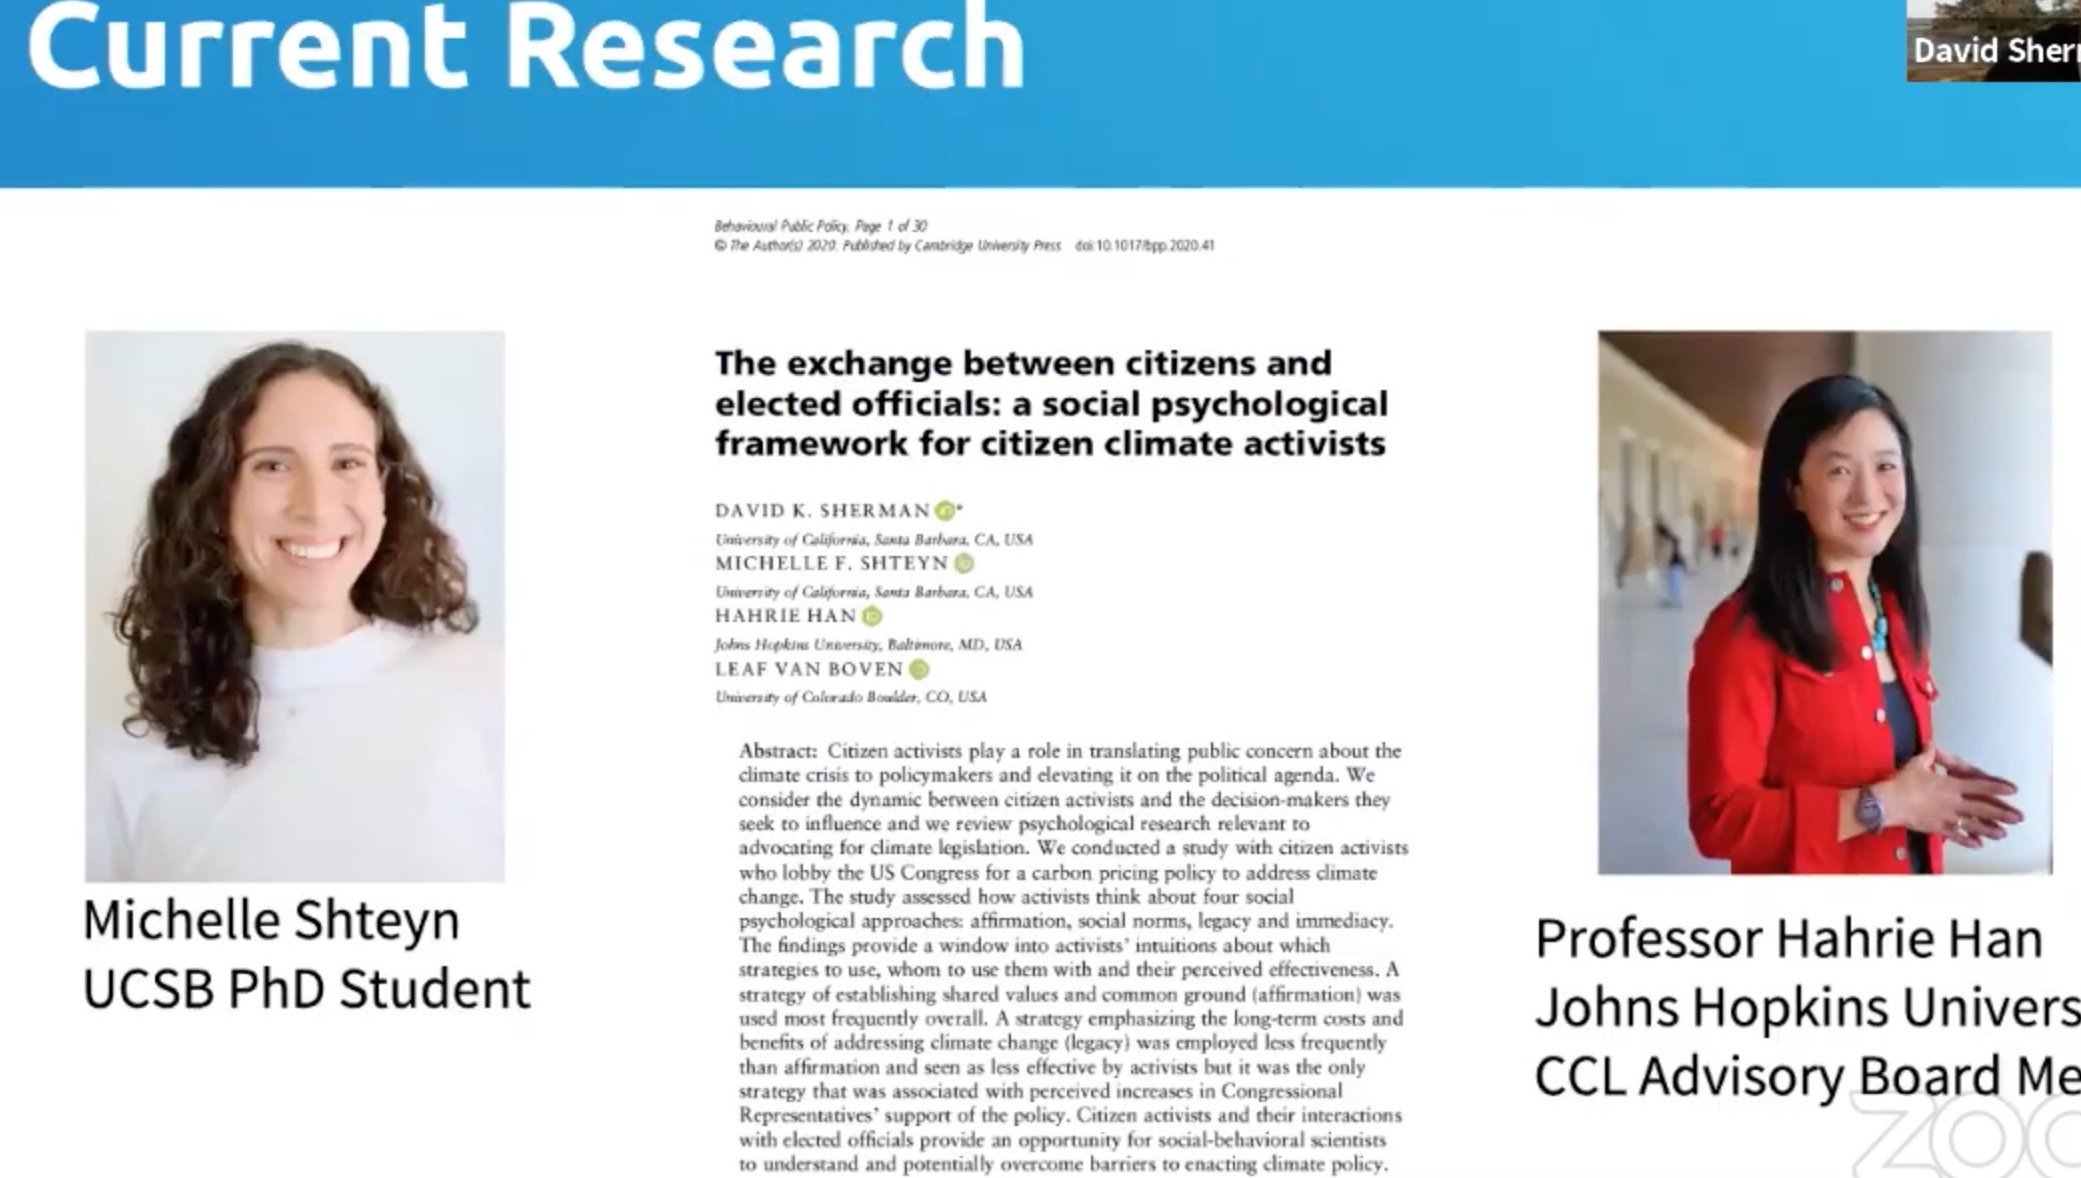 Current Research
David Sherr
Behavioural Public Policy, Page 1 of 30
© The Author(s) 2020. Published by Cambridge University Press doi:10.1017/bpp.2020.41
The exchange between citizens and
elected officials: a social psychological
framework for citizen climate activists
DAVID K. SHERMAN *
University of California, Santa Barbara, CA, USA
MICHELLE F. SHTEYN
University of California, Santa Barbara, CA, USA
HAHRIE HAN
Johns Hopkins University, Baltimore, MD, USA
LEAF VAN BOVEN
University of Colorado Boulder, CO, USA
Abstract: Citizen activists play a role in translating public concern about the
climate crisis to policymakers and elevating it on the political agenda. We
consider the dynamic between citizen activists and the decision-makers they
seek to influence and we review psychological research relevant to
advocating for climate legislation. We conducted a study with citizen activists
who lobby the US Congress for a carbon pricing policy to address climate
change. The study assessed how activists think about four social
psychological approaches: affirmation, social norms, legacy and immediacy.
The findings provide a window into activists' intuitions about which
strategies to use, whom to use them with and their perceived effectiveness. A
strategy of establishing shared values and common ground (affirmation) was
used most frequently overall. A strategy emphasizing the long-term costs and
benefits of addressing climate change (legacy) was employed less frequently
than affirmation and seen as less effective by activists but it was the only
strategy that was associated with perceived increases in Congressional
Representatives' support of the policy. Citizen activists and their interactions
with elected officials provide an opportunity for social-behavioral scientists
to understand and potentially overcome barriers to enacting climate policy.
Michelle Shteyn
UCSB PhD Student
Professor Hahrie Han
Johns Hopkins Univers
CCL Advisory Board Me
zoo